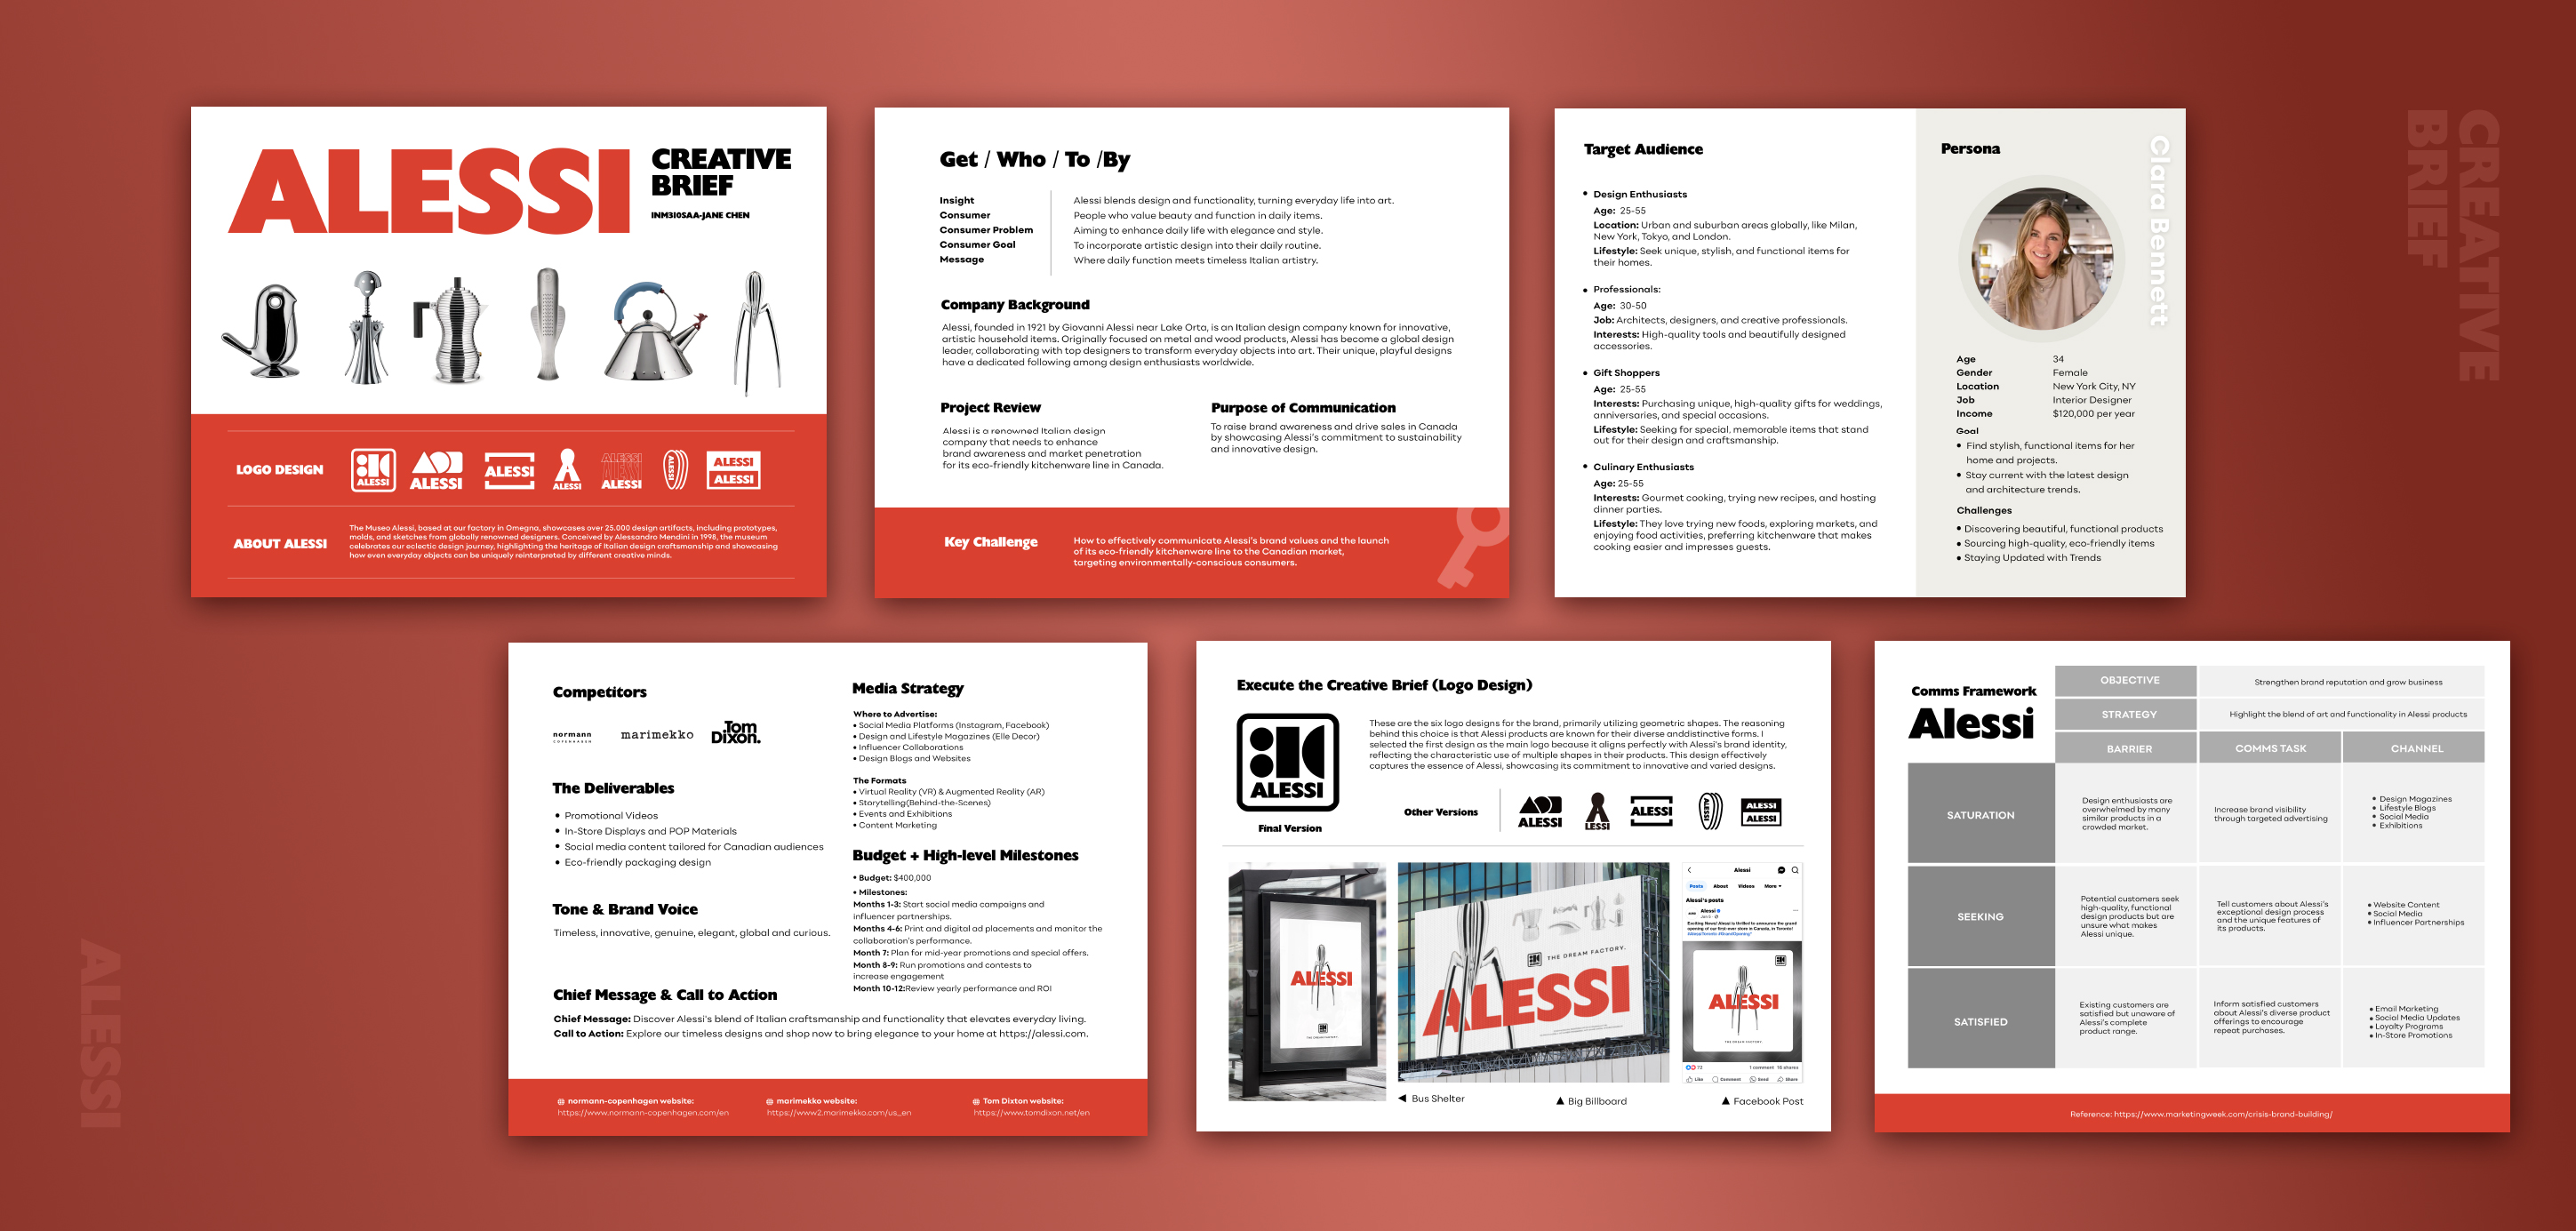 ALESSI
CREATIVE
BRIEF
INM310SAA-JANE CHEN
LOGO DESIGN
ALESSI
ALESSI
ALESSI
ALESSI
ALESSI
ALESSI
ALESSI
ALESSI
ALESSI
ALESSI
ABOUT ALESSI
The Museo Alessi, based at our factory in Omegna, showcases over 25.000 design artifacts, including prototypes,
molds, and sketches from globally renowned designers. Conceived by Alessandro Mendini in 1998, the museum
celebrates our eclectic design journey, highlighting the heritage of Italian design craftsmanship and showcasing
how even everyday objects can be uniquely reinterpreted by different creative minds.
Get / Who / To /By
Insight
Alessi blends design and functionality, turning everyday life into art.
Consumer
People who value beauty and function in daily items.
Consumer Problem
Aiming to enhance daily life with elegance and style.
Consumer Goal
To incorporate artistic design into their daily routine.
Message
Where daily function meets timeless Italian artistry.
Company Background
Alessi, founded in 1921 by Giovanni Alessi near Lake Orta, is an Italian design company known for innovative,
artistic household items. Originally focused on metal and wood products, Alessi has become a global design
leader, collaborating with top designers to transform everyday objects into art. Their unique, playful designs
have a dedicated following among design enthusiasts worldwide.
Project Review
Alessi is a renowned Italian design
company that needs to enhance
brand awareness and market penetration
for its eco-friendly kitchenware line in Canada.
Purpose of Communication
To raise brand awareness and drive sales in Canada
by showcasing Alessi's commitment to sustainability
and innovative design.
Key Challenge
How to effectively communicate Alessi's brand values and the launch
of its eco-friendly kitchenware line to the Canadian market,
targeting environmentally-conscious consumers.
Target Audience
• Design Enthusiasts
Age: 25-55
Location: Urban and suburban areas globally, like Milan,
New York, Tokyo, and London.
Lifestyle: Seek unique, stylish, and functional items for
their homes.
• Professionals:
Age: 30-50
Job: Architects, designers, and creative professionals.
Interests: High-quality tools and beautifully designed
accessories.
• Gift Shoppers
Age: 25-55
Interests: Purchasing unique, high-quality gifts for weddings,
anniversaries, and special occasions.
Lifestyle: Seeking for special, memorable items that stand
out for their design and craftsmanship.
• Culinary Enthusiasts
Age: 25-55
Interests: Gourmet cooking, trying new recipes, and hosting
dinner parties.
Lifestyle: They love trying new foods, exploring markets, and
enjoying food activities, preferring kitchenware that makes
cooking easier and impresses guests.
Persona
Clara Bennett
Age 34
Gender Female
Location New York City, NY
Job Interior Designer
Income $120,000 per year
Goal
• Find stylish, functional items for her
home and projects.
• Stay current with the latest design
and architecture trends.
Challenges
• Discovering beautiful, functional products
• Sourcing high-quality, eco-friendly items
• Staying Updated with Trends
CREATIVE
BRIEF
ALESSI
Competitors
normann
COPENHAGEN
marimekko
Tom
Dixon.
The Deliverables
• Promotional Videos
• In-Store Displays and POP Materials
• Social media content tailored for Canadian audiences
• Eco-friendly packaging design
Tone & Brand Voice
Timeless, innovative, genuine, elegant, global and curious.
Media Strategy
Where to Advertise:
• Social Media Platforms (Instagram, Facebook)
• Design and Lifestyle Magazines (Elle Decor)
• Influencer Collaborations
• Design Blogs and Websites
The Formats
• Virtual Reality (VR) & Augmented Reality (AR)
• Storytelling(Behind-the-Scenes)
• Events and Exhibitions
• Content Marketing
Budget + High-level Milestones
• Budget: $400,000
• Milestones:
Months 1-3: Start social media campaigns and
influencer partnerships.
Months 4-6: Print and digital ad placements and monitor the
collaboration's performance.
Month 7: Plan for mid-year promotions and special offers.
Month 8-9: Run promotions and contests to
increase engagement
Month 10-12:Review yearly performance and ROI
Chief Message & Call to Action
Chief Message: Discover Alessi's blend of Italian craftsmanship and functionality that elevates everyday living.
Call to Action: Explore our timeless designs and shop now to bring elegance to your home at https://alessi.com.
normann-copenhagen website:
https://www.normann-copenhagen.com/en
marimekko website:
https://www2.marimekko.com/us_en
Tom Dixton website:
https://www.tomdixon.net/en
Execute the Creative Brief (Logo Design)
ALESSI
Final Version
These are the six logo designs for the brand, primarily utilizing geometric shapes. The reasoning
behind this choice is that Alessi products are known for their diverse anddistinctive forms. I
selected the first design as the main logo because it aligns perfectly with Alessi's brand identity,
reflecting the characteristic use of multiple shapes in their products. This design effectively
captures the essence of Alessi, showcasing its commitment to innovative and varied designs.
Other Versions
ALESSI
LESSI
ALESSI
ALESSI
ALESSI
ALESSI
ALESSI
THE DREAM FACTORY.
THE DREAM FACTORY.
ALESSI
Alessi
Posts About Videos More
Alessi's posts
Alessi
Jan 5
Exciting News! Alessi is thrilled to announce the grand
opening of our first-ever store in Canada, in Toronto!
#AlessiToronto #GrandOpening
ALESSI
THE DREAM FACTORY.
73
1 comment 16 shares
Like Comment Send Share
Bus Shelter
Big Billboard
Facebook Post
Comms Framework
Alessi
OBJECTIVE
Strengthen brand reputation and grow business
STRATEGY
Highlight the blend of art and functionality in Alessi products
BARRIER
COMMS TASK
CHANNEL
SATURATION
Design enthusiasts are
overwhelmed by many
similar products in a
crowded market.
Increase brand visibility
through targeted advertising
• Design Magazines
• Lifestyle Blogs
• Social Media
• Exhibitions
SEEKING
Potential customers seek
high-quality, functional
design products but are
unsure what makes
Alessi unique.
Tell customers about Alessi's
exceptional design process
and the unique features of
its products.
• Website Content
• Social Media
• Influencer Partnerships
SATISFIED
Existing customers are
satisfied but unaware of
Alessi's complete
product range.
Inform satisfied customers
about Alessi's diverse product
offerings to encourage
repeat purchases.
• Email Marketing
• Social Media Updates
• Loyalty Programs
• In-Store Promotions
Reference: https://www.marketingweek.com/crisis-brand-building/